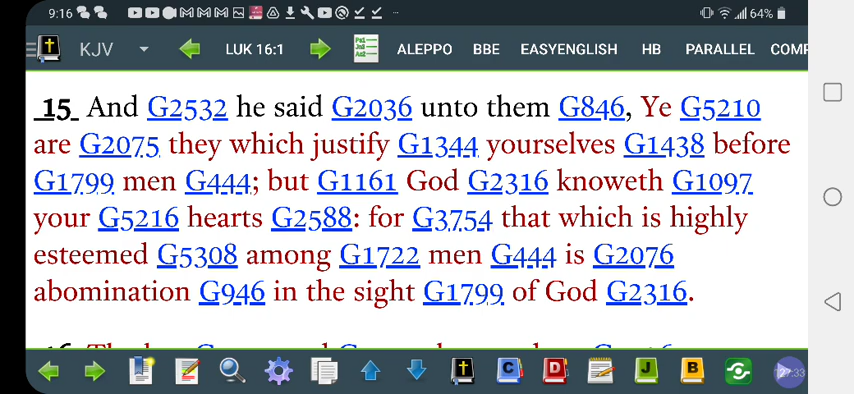 9:16 64%
KJV LUK 16:1 ALEPPO BBE EASYENGLISH HB PARALLEL COMP
15 And G2532 he said G2036 unto them G846, Ye G5210
are G2075 they which justify G1344 yourselves G1438 before
G1799 men G444; but G1161 God G2316 knoweth G1097
your G5216 hearts G2588: for G3754 that which is highly
esteemed G5308 among G1722 men G444 is G2076
abomination G946 in the sight G1799 of God G2316.
C D J B 127:33